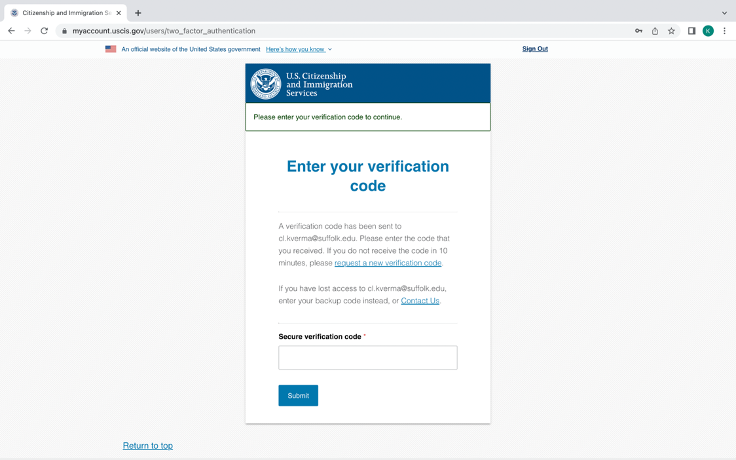 Citizenship and Immigration Se
myaccount.uscis.gov/users/two_factor_authentication
K
An official website of the United States government Here's how you know.
Sign Out
U.S. Citizenship
and Immigration
Services
Please enter your verification code to continue.
Enter your verification
code
A verification code has been sent to
cl.kverma@suffolk.edu. Please enter the code that
you received. If you do not receive the code in 10
minutes, please request a new verification code.
If you have lost access to cl.kverma@suffolk.edu,
enter your backup code instead, or Contact Us.
Secure verification code *
Submit
Return to top